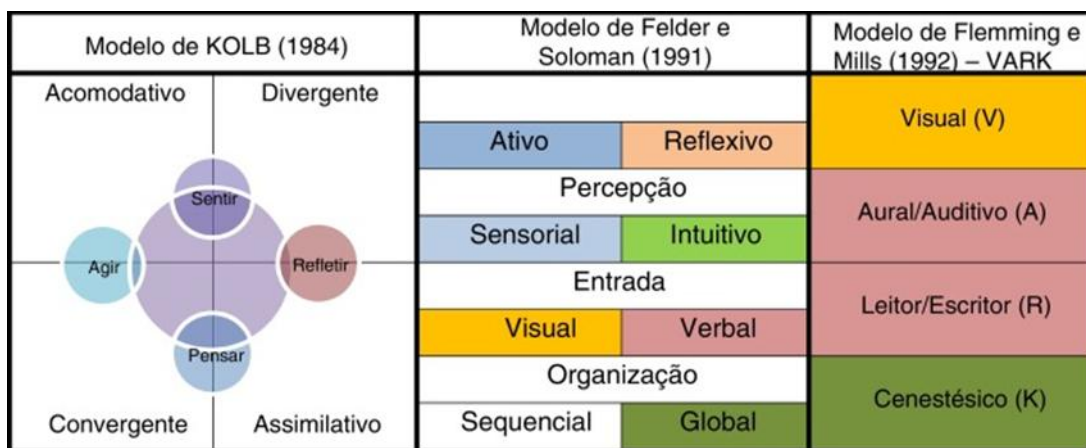 Modelo de KOLB (1984)
Modelo de Felder e
Soloman (1991)
Modelo de Flemming e
Mills (1992) – VARK
Acomodativo
Divergente
Sentir
Agir
Refletir
Pensar
Convergente
Assimilativo
Ativo
Reflexivo
Percepção
Sensorial
Intuitivo
Entrada
Visual
Verbal
Organização
Sequencial
Global
Visual (V)
Aural/Auditivo (A)
Leitor/Escritor (R)
Cenestésico (K)